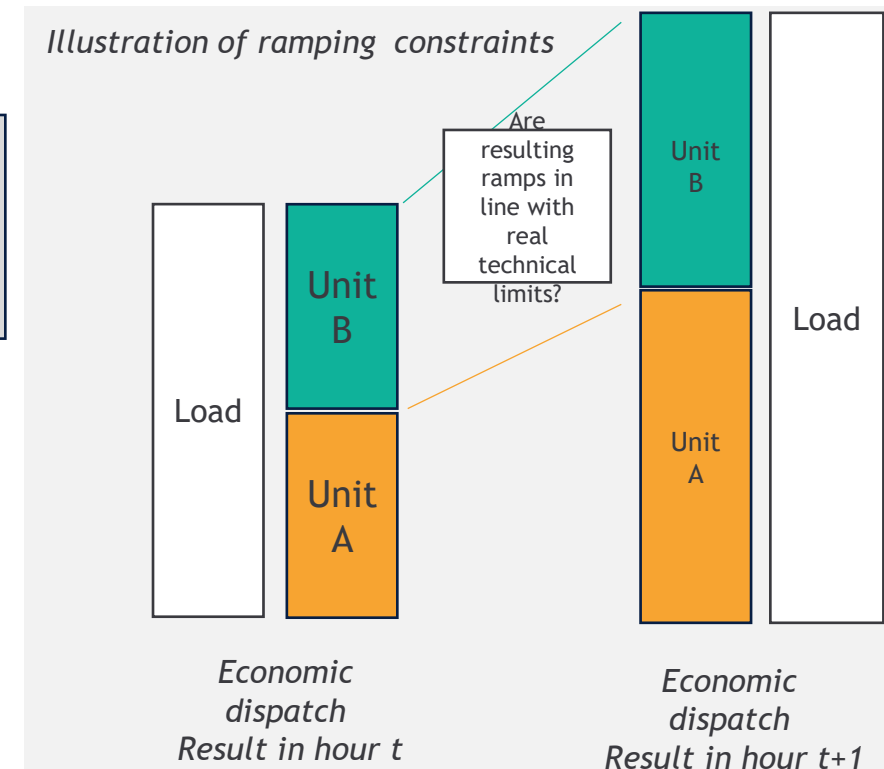 Illustration of ramping constraints
Are
resulting
ramps in
line with
real
technical
limits?
Load
Unit
B
Unit
A
Unit
B
Unit
A
Load
Economic
dispatch
Result in hour t
Economic
dispatch
Result in hour t+1